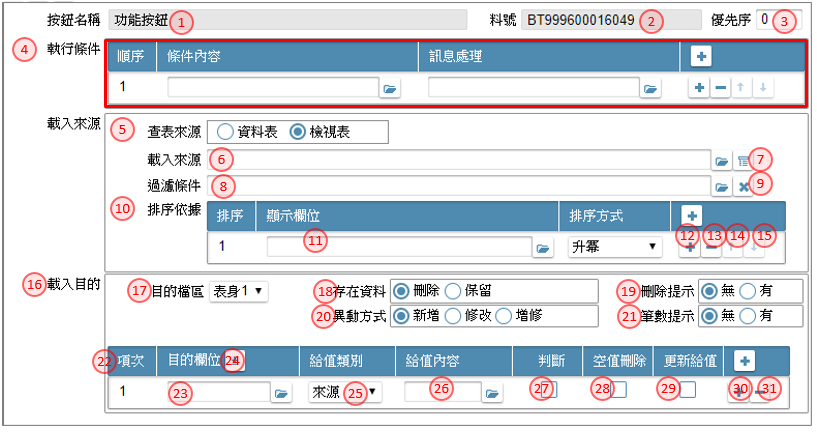 按鈕名稱 功能按鈕 1 料號 BT999600016049 2 優先序 0 3
4 執行條件 順序 條件內容 訊息處理
1
載入來源 5 查表來源 資料表 檢視表
載入來源 6 7
過濾條件 8 9
10 排序依據 排序 顯示欄位 排序方式
1 11 升冪 12 13 14 15
16 載入目的 17 目的檔區 表身1 18 存在資料 刪除 保留 19 刪除提示 無 有
20 異動方式 新增 修改 增修 21 筆數提示 無 有
22 項次 目的欄位 24 給值類別 給值內容 判斷 空值刪除 更新給值
1 23 來源 25 26 27 28 29 30 31